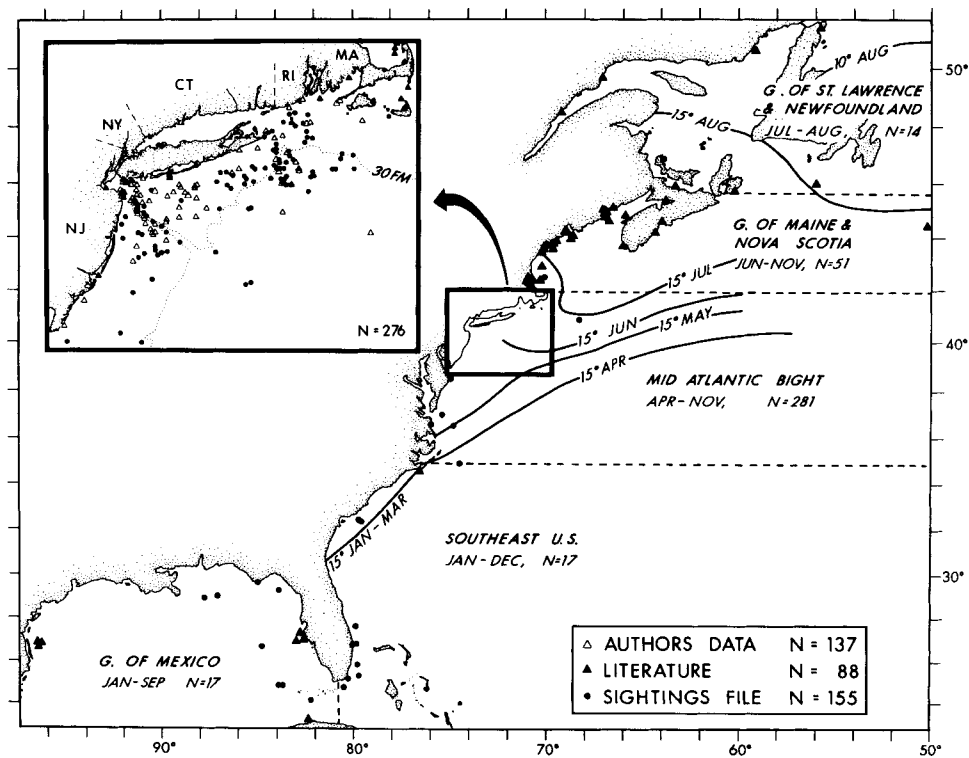 MA
RI
CT
NY
NJ
30 FM
N = 276
10° AUG
50°
G. OF ST. LAWRENCE
& NEWFOUNDLAND
JUL-AUG, N=14
15° AUG
G. OF MAINE &
NOVA SCOTIA
JUN-NOV, N=51
15° JUL
15° JUN
15° MAY
15° APR
40°
MID ATLANTIC BIGHT
APR-NOV, N=281
15° JAN-MAR
SOUTHEAST U.S.
JAN-DEC, N=17
30°
G. OF MEXICO
JAN-SEP N=17
△ AUTHORS DATA N = 137
▲ LITERATURE N = 88
• SIGHTINGS FILE N = 155
90°
80°
70°
60°
50°